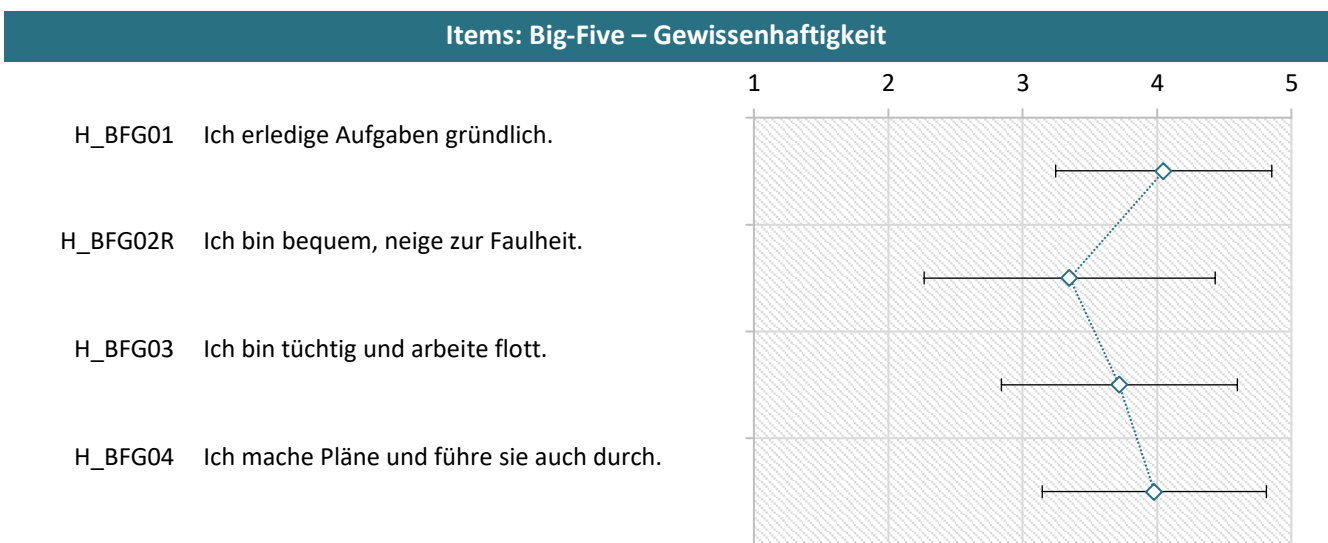 Items: Big-Five – Gewissenhaftigkeit
1 2 3 4 5
H_BFG01 Ich erledige Aufgaben gründlich.
H_BFG02R Ich bin bequem, neige zur Faulheit.
H_BFG03 Ich bin tüchtig und arbeite flott.
H_BFG04 Ich mache Pläne und führe sie auch durch.